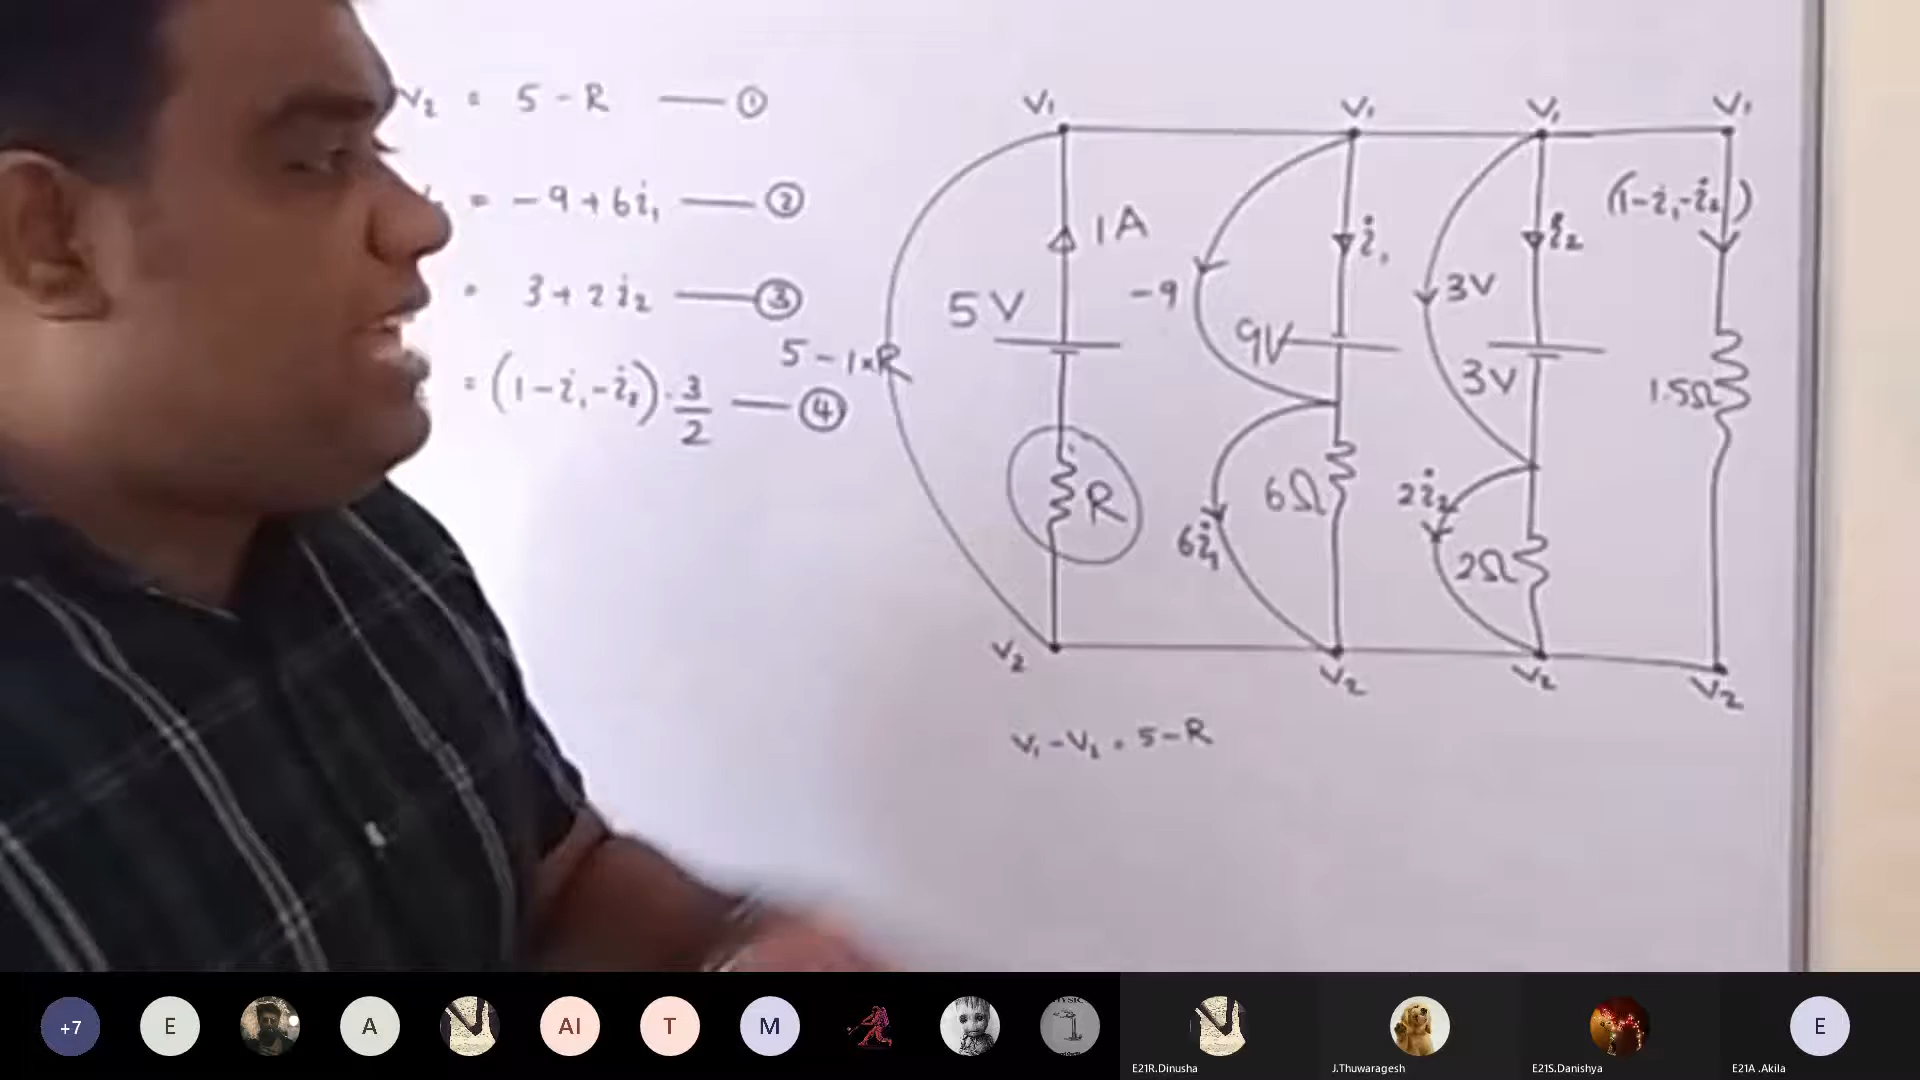 V₂ = 5 - R —— ①
= -9 + 6i₁ —— ②
= 3 + 2i₂ —— ③
= (1 - i₁ - i₂) · 3/2 —— ④
V₁ V₁ V₁ V₁
1A
i₁
i₂
(1-i₁-i₂)
5V
-9
9V
3V
3V
5 - 1×R
1.5Ω
R
6Ω
2i₂
6i₁
2Ω
V₂ V₂ V₂ V₂
V₁ - V₂ = 5 - R
+7 E A AI T M E
PHYSIC
E21R.Dinusha J.Thuwaragesh E21S.Danishya E21A .Akila